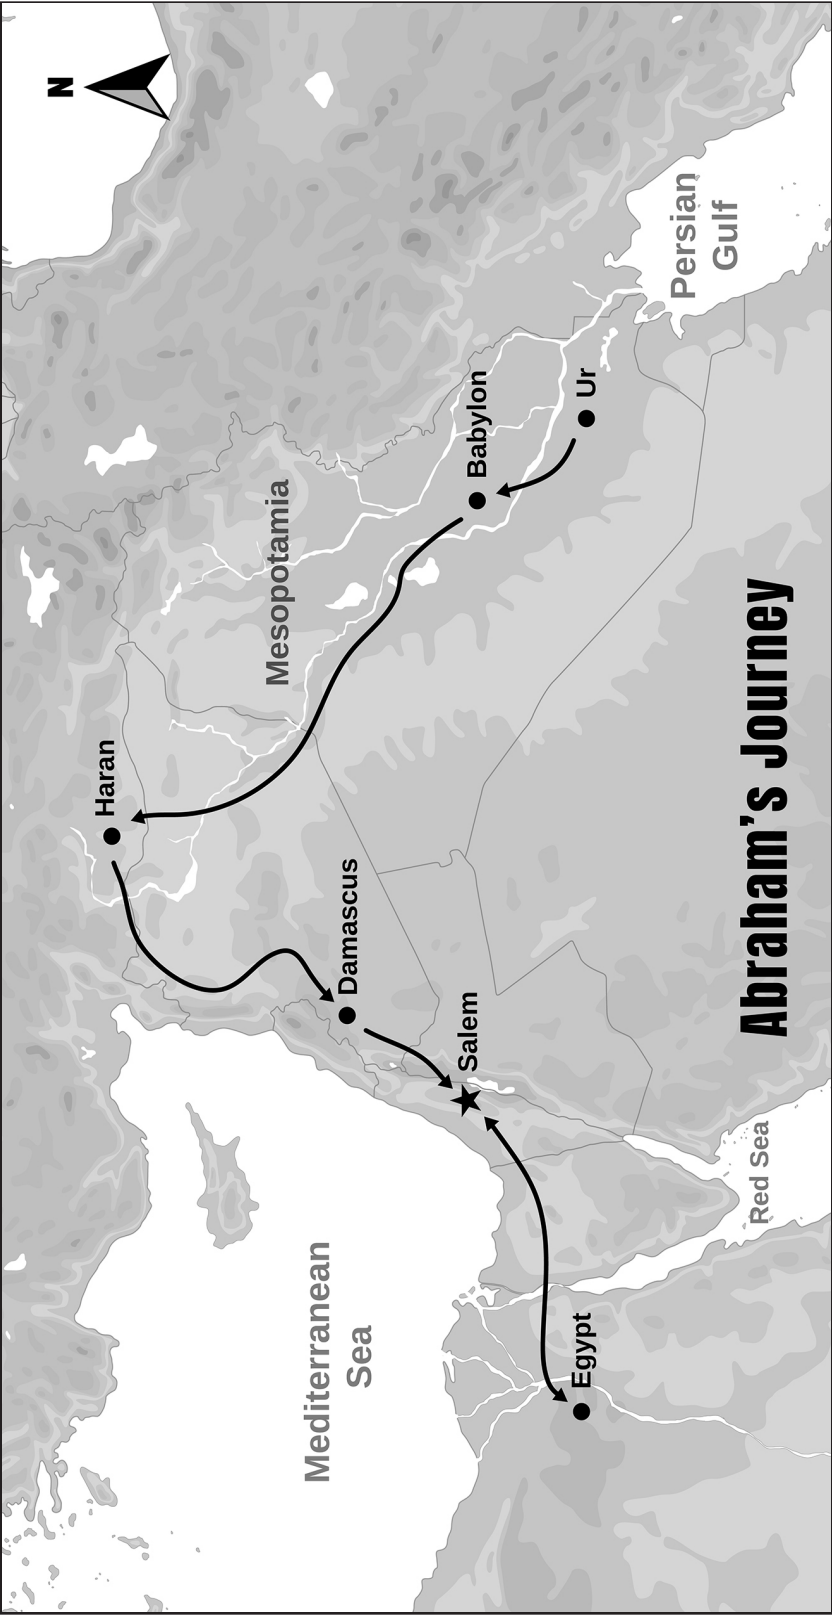 N
Haran
Mesopotamia
Damascus
Babylon
Salem
Ur
Persian
Gulf
Mediterranean
Sea
Egypt
Red Sea
Abraham's Journey